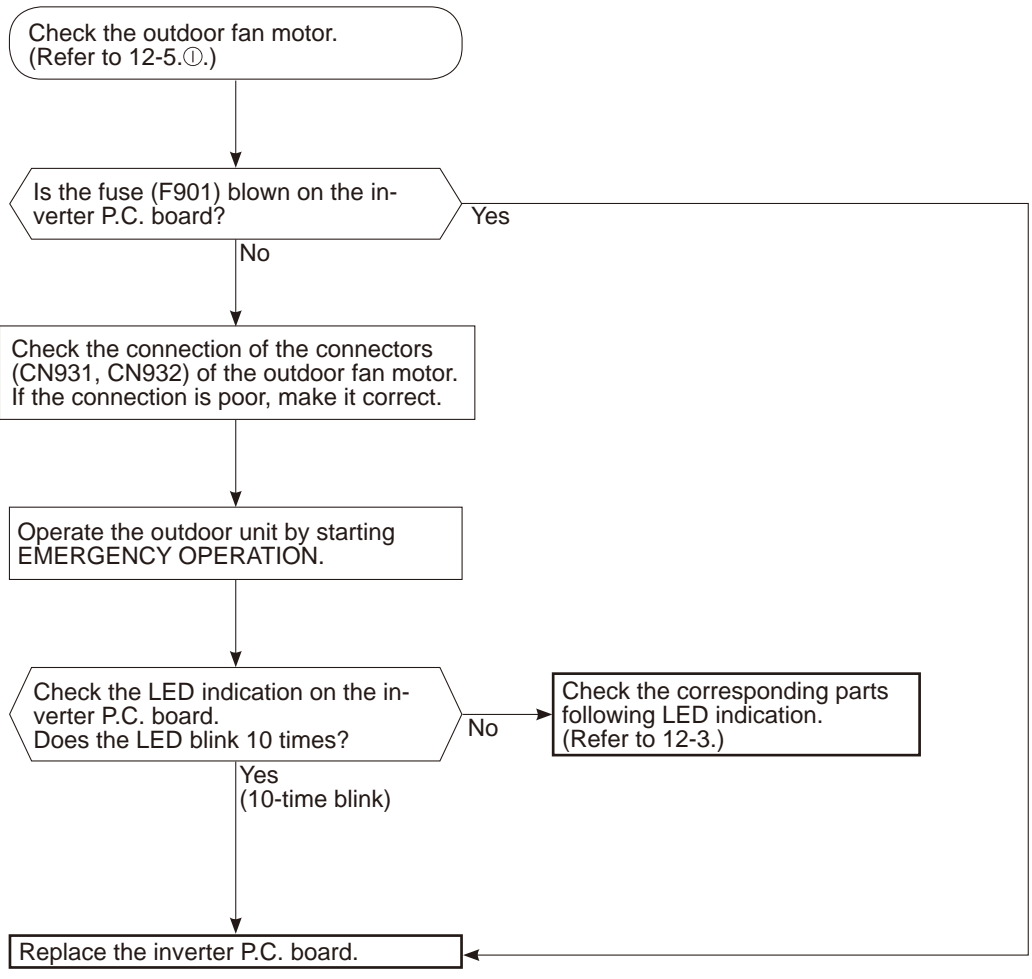 Check the outdoor fan motor.
(Refer to 12-5.Ⓘ.)
Is the fuse (F901) blown on the in-
verter P.C. board?
Yes
No
Check the connection of the connectors
(CN931, CN932) of the outdoor fan motor.
If the connection is poor, make it correct.
Operate the outdoor unit by starting
EMERGENCY OPERATION.
Check the LED indication on the in-
verter P.C. board.
Does the LED blink 10 times?
No
Check the corresponding parts
following LED indication.
(Refer to 12-3.)
Yes
(10-time blink)
Replace the inverter P.C. board.